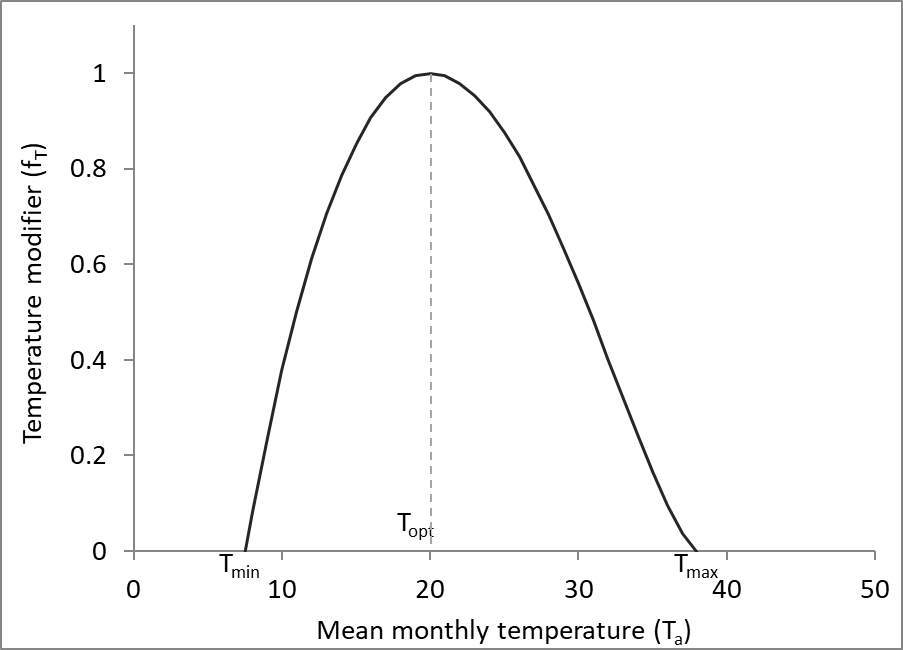 Temperature modifier (fT)
1
0.8
0.6
0.4
0.2
0
Topt
Tmin
Tmax
0 10 20 30 40 50
Mean monthly temperature (Ta)